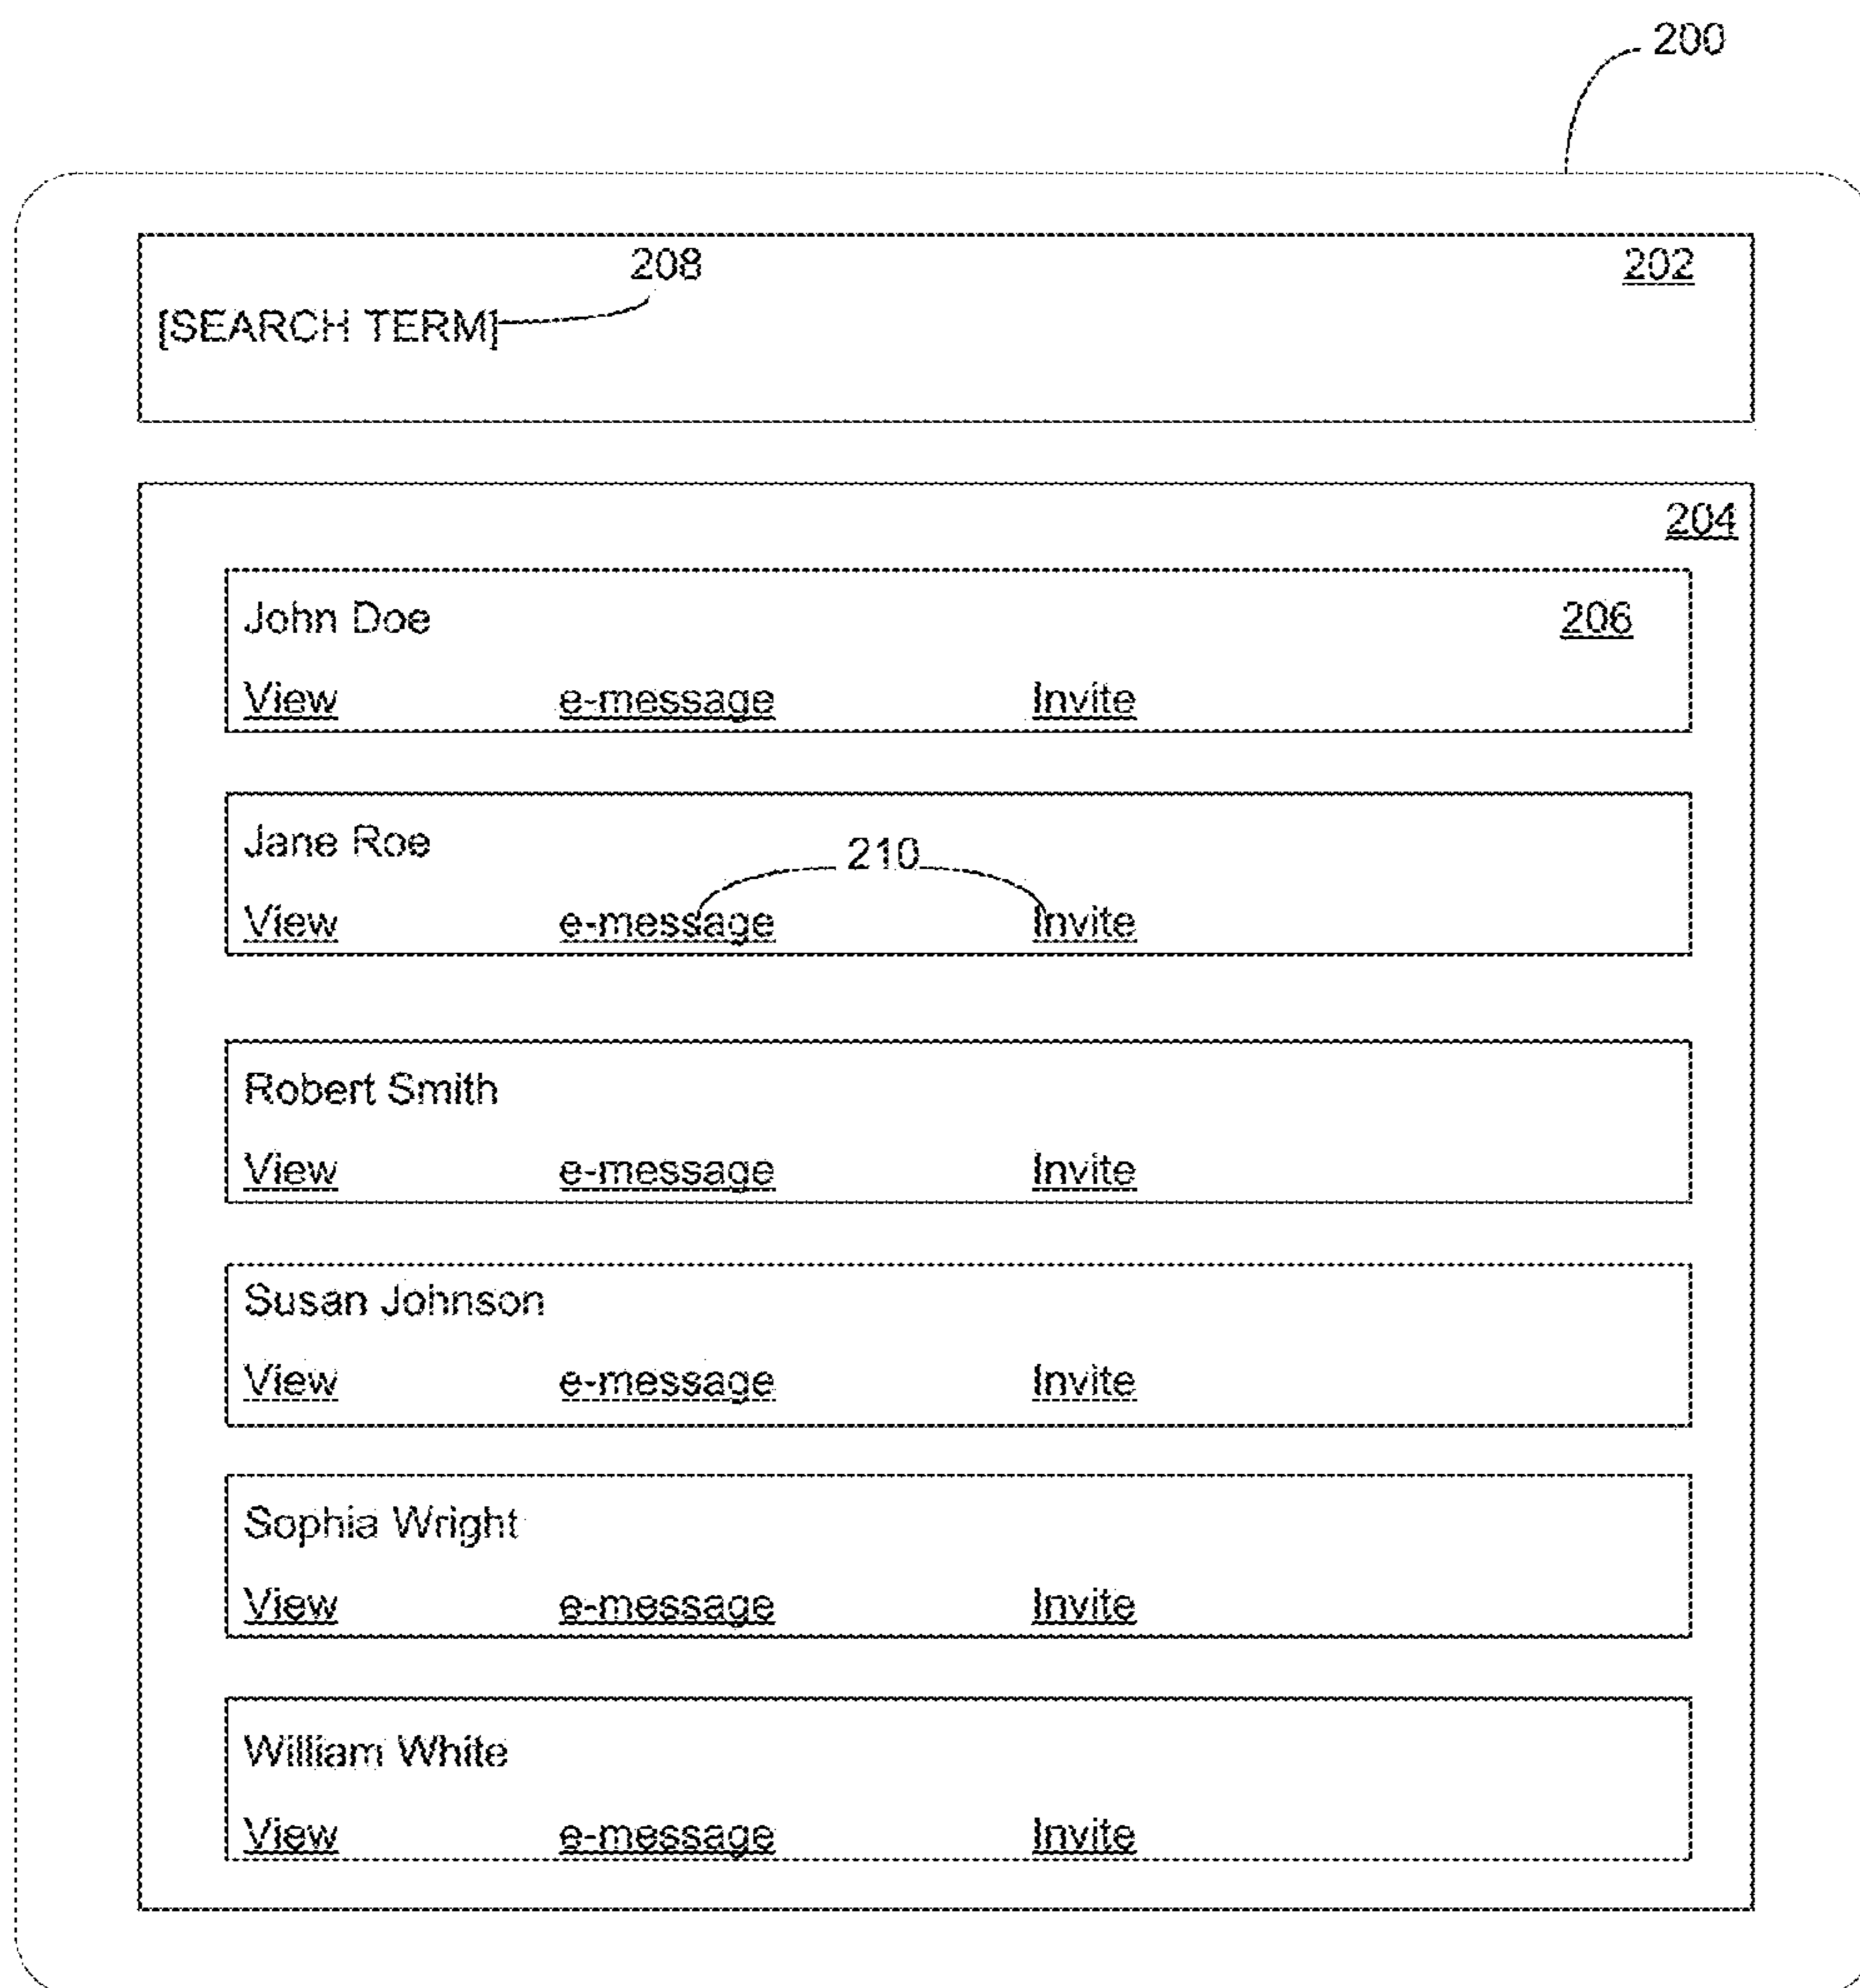 200
208 202
[SEARCH TERM]
204
John Doe 206
View e-message Invite
Jane Roe 210
View e-message Invite
Robert Smith
View e-message Invite
Susan Johnson
View e-message Invite
Sophia Wright
View e-message Invite
William White
View e-message Invite